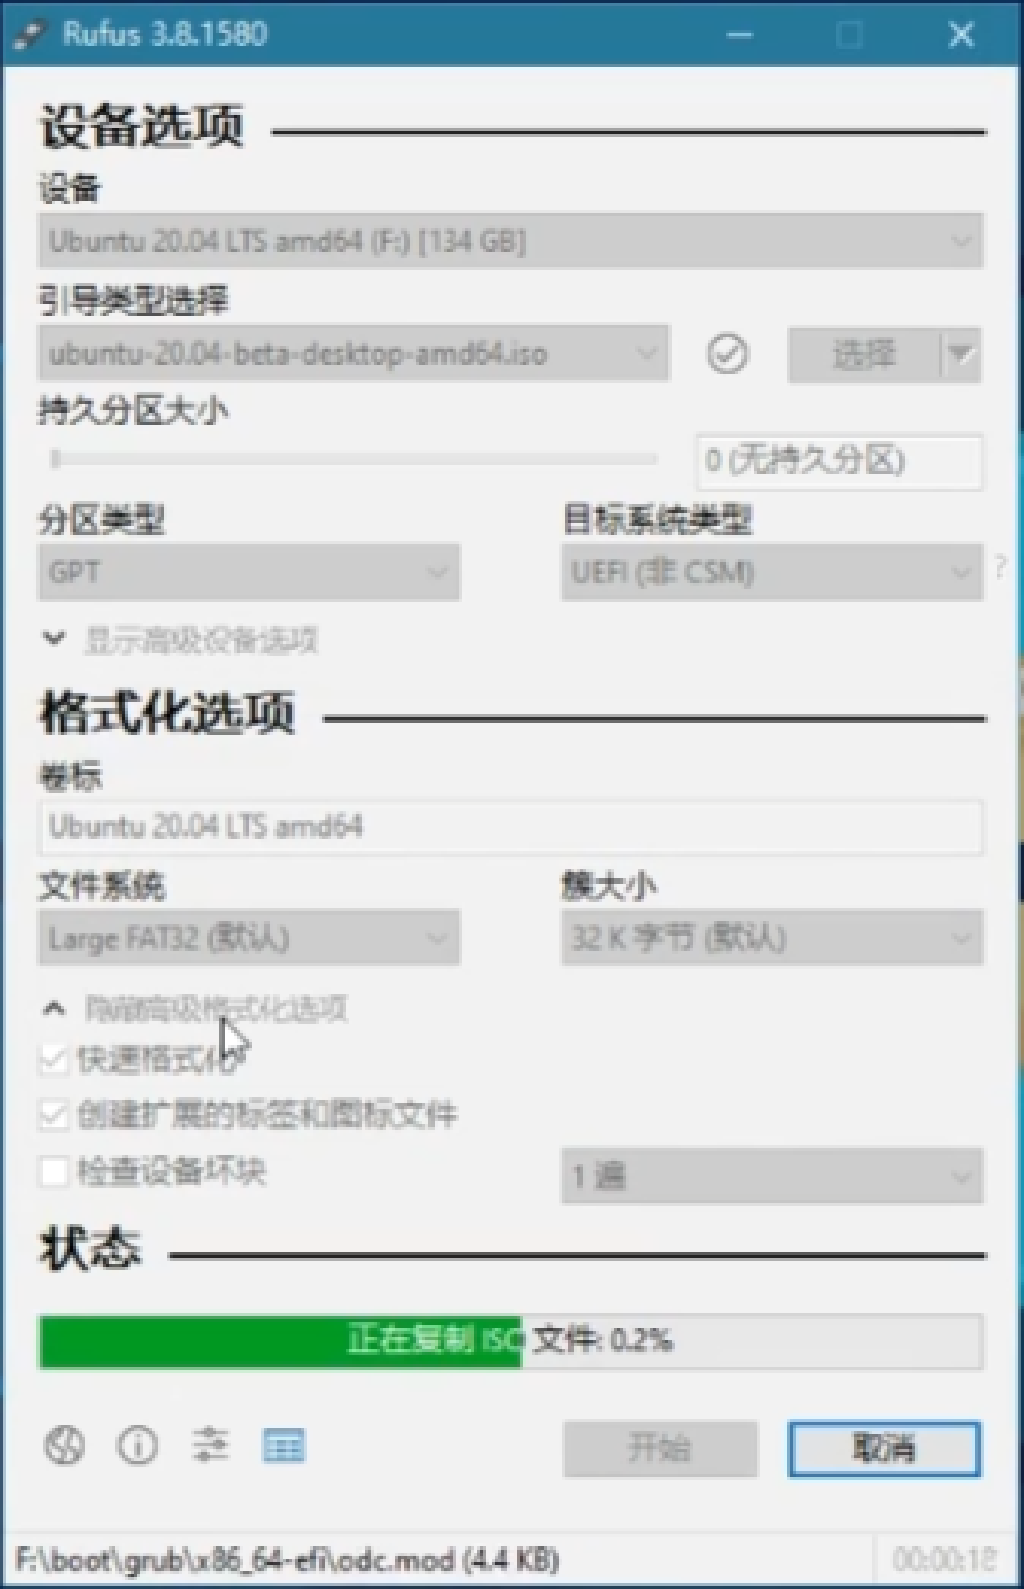 Rufus 3.8.1580
设备选项
设备
Ubuntu 20.04 LTS amd64 (F:) [134 GB]
引导类型选择
ubuntu-20.04-beta-desktop-amd64.iso
选择
持久分区大小
0 (无持久分区)
分区类型
目标系统类型
GPT
UEFI (非 CSM)
?
显示高级设备选项
格式化选项
卷标
Ubuntu 20.04 LTS amd64
文件系统
簇大小
Large FAT32 (默认)
32 K 字节 (默认)
隐藏高级格式化选项
快速格式化
创建扩展的标签和图标文件
检查设备坏块
1 遍
状态
正在复制 ISO 文件: 0.2%
开始
取消
F:\boot\grub\x86_64-efi\odc.mod (4.4 KB)